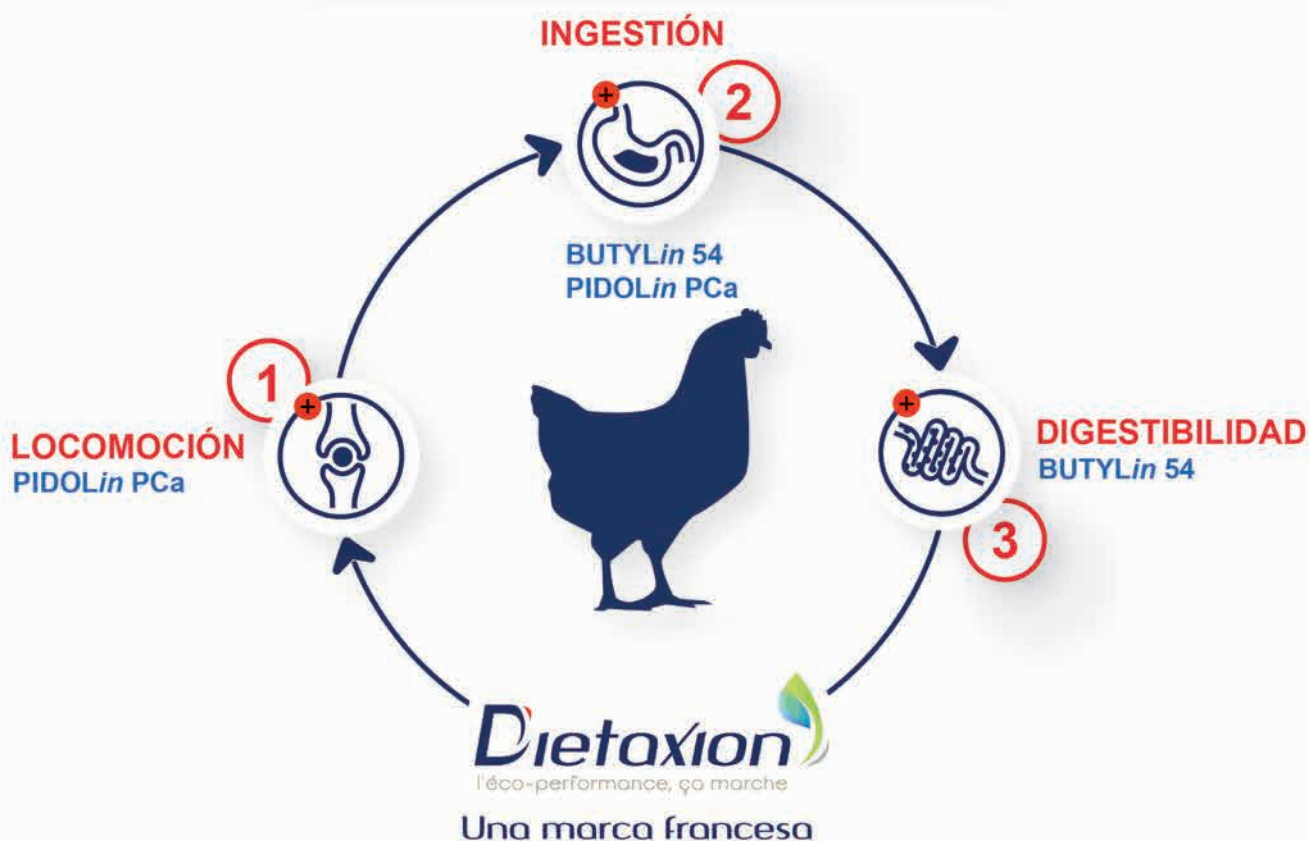 INGESTIÓN
2
BUTYLin 54
PIDOLin PCa
1
LOCOMOCIÓN
PIDOLin PCa
DIGESTIBILIDAD
BUTYLin 54
3
Dietaxion
l'éco-performance, ça marche
Una marca francesa